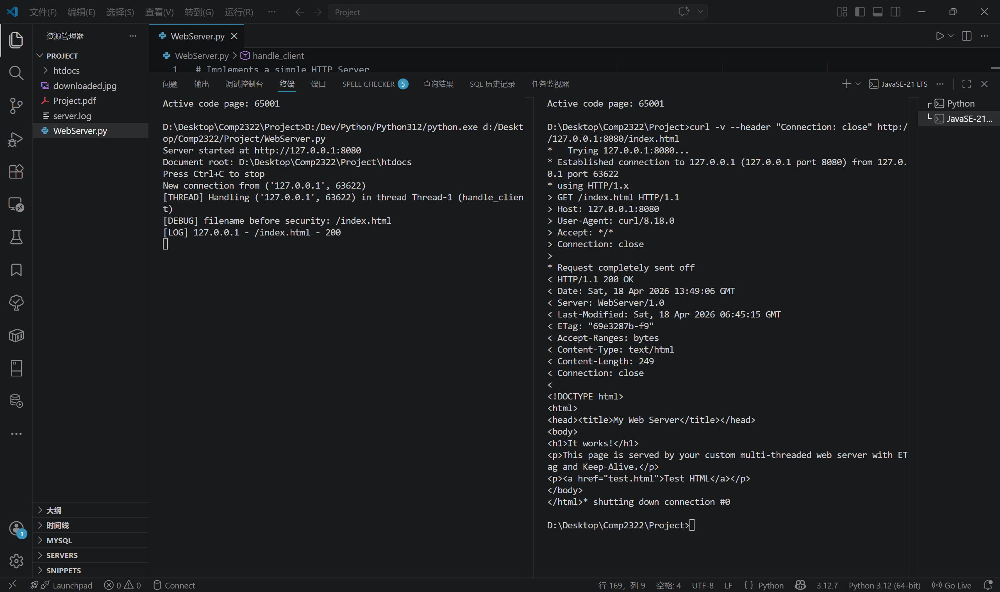 文件(F) 编辑(E) 选择(S) 查看(V) 转到(G) 运行(R) ··· Project
资源管理器 ···
PROJECT
htdocs
downloaded.jpg
Project.pdf
server.log
WebServer.py
大纲
时间线
MYSQL
SERVERS
SNIPPETS
1
WebServer.py
WebServer.py > handle_client
1 # Implements a simple HTTP Server
问题 输出 调试控制台 终端 端口 SPELL CHECKER 5 查询结果 SQL 历史记录 任务监视器 JavaSE-21 LTS ···
Active code page: 65001
D:\Desktop\Comp2322\Project>D:/Dev/Python/Python312/python.exe d:/Deskt
op/Comp2322/Project/WebServer.py
Server started at http://127.0.0.1:8080
Document root: D:\Desktop\Comp2322\Project\htdocs
Press Ctrl+C to stop
New connection from ('127.0.0.1', 63622)
[THREAD] Handling ('127.0.0.1', 63622) in thread Thread-1 (handle_clien
t)
[DEBUG] filename before security: /index.html
[LOG] 127.0.0.1 - /index.html - 200
Active code page: 65001
D:\Desktop\Comp2322\Project>curl -v --header "Connection: close" http:/
/127.0.0.1:8080/index.html
*   Trying 127.0.0.1:8080...
* Established connection to 127.0.0.1 (127.0.0.1 port 8080) from 127.0.
0.1 port 63622
* using HTTP/1.x
> GET /index.html HTTP/1.1
> Host: 127.0.0.1:8080
> User-Agent: curl/8.18.0
> Accept: */*
> Connection: close
>
* Request completely sent off
< HTTP/1.1 200 OK
< Date: Sat, 18 Apr 2026 13:49:06 GMT
< Server: WebServer/1.0
< Last-Modified: Sat, 18 Apr 2026 06:45:15 GMT
< ETag: "69e3287b-f9"
< Accept-Ranges: bytes
< Content-Type: text/html
< Content-Length: 249
< Connection: close
<
<!DOCTYPE html>
<html>
<head><title>My Web Server</title></head>
<body>
<h1>It works!</h1>
<p>This page is served by your custom multi-threaded web server with ET
ag and Keep-Alive.</p>
<p><a href="test.html">Test HTML</a></p>
</body>
</html>* shutting down connection #0
D:\Desktop\Comp2322\Project>
Python
JavaSE-21...
Launchpad 0 0 Connect 行 169，列 9 空格: 4 UTF-8 LF {} Python 3.12.7 Python 3.12 (64-bit) Go Live